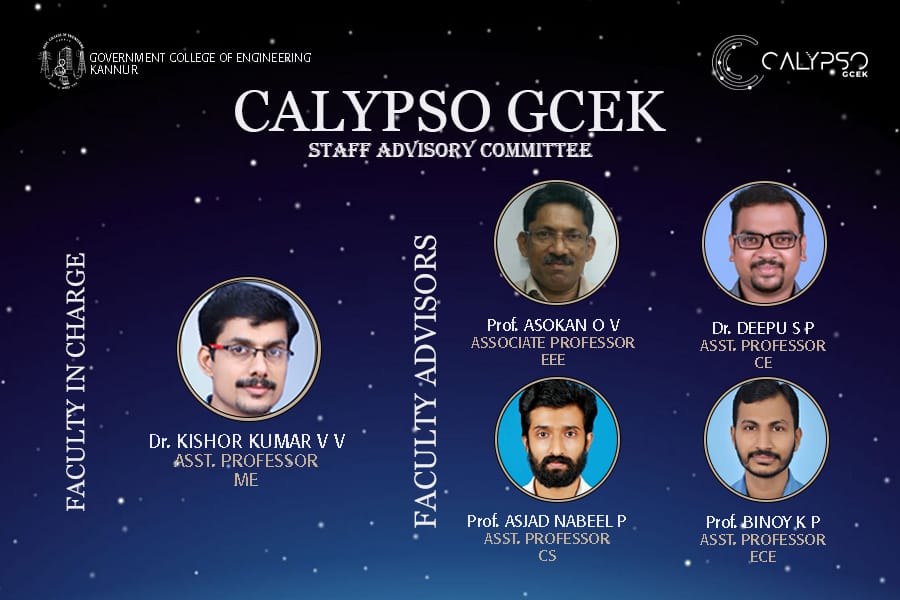 GOVERNMENT COLLEGE OF ENGINEERING
KANNUR
CALYPSO
GCEK
CALYPSO GCEK
STAFF ADVISORY COMMITTEE
FACULTY IN CHARGE
Dr. KISHOR KUMAR V V
ASST. PROFESSOR
ME
FACULTY ADVISORS
Prof. ASOKAN O V
ASSOCIATE PROFESSOR
EEE
Dr. DEEPU S P
ASST. PROFESSOR
CE
Prof. ASJAD NABEEL P
ASST. PROFESSOR
CS
Prof. BINOY K P
ASST. PROFESSOR
ECE